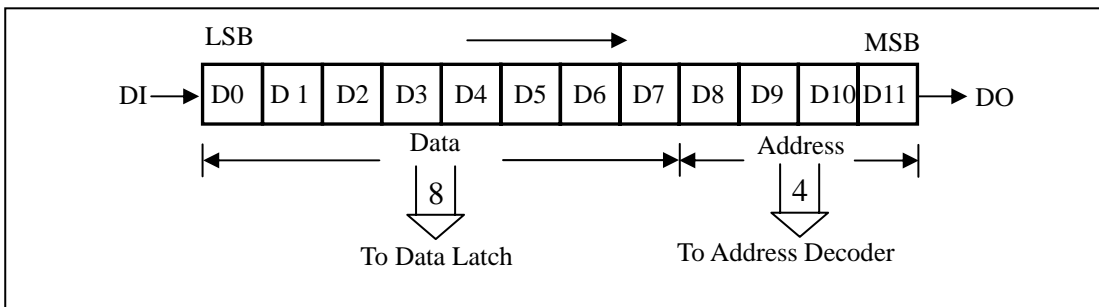 LSB MSB
DI D0 D 1 D2 D3 D4 D5 D6 D7 D8 D9 D10 D11 DO
Data Address
8 4
To Data Latch To Address Decoder